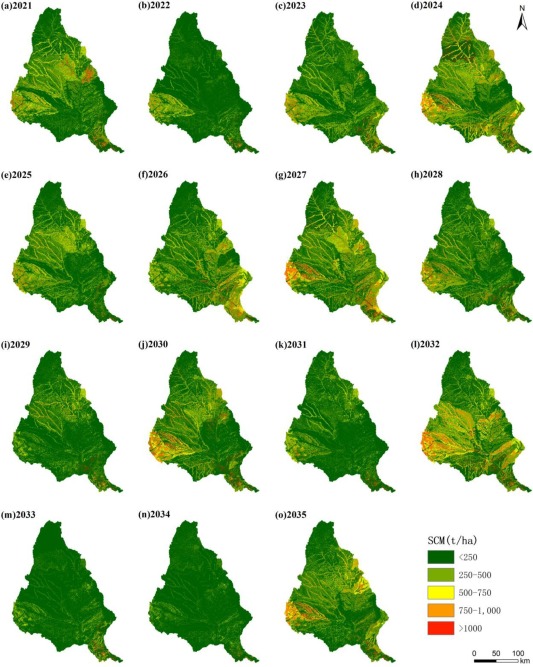 (a)2021
(b)2022
(c)2023
(d)2024
N
(e)2025
(f)2026
(g)2027
(h)2028
(i)2029
(j)2030
(k)2031
(l)2032
(m)2033
(n)2034
(o)2035
SCM(t/ha)
<250
250-500
500-750
750-1,000
>1000
0 50 100
km